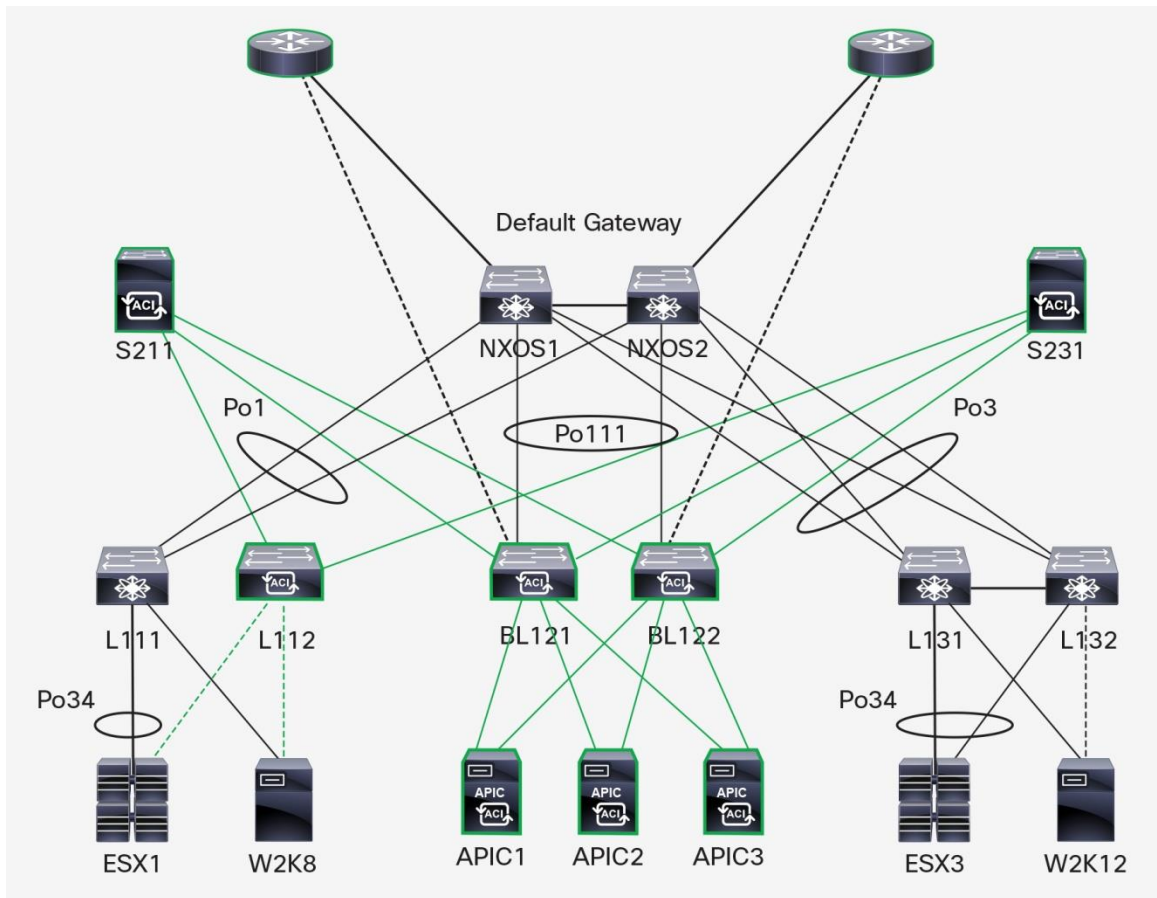 Default Gateway
ACI
ACI
S211
NXOS1
NXOS2
S231
Po1
Po3
Po111
ACI
ACI
ACI
L111
L112
BL121
BL122
L131
L132
Po34
Po34
APIC
ACI
APIC
ACI
APIC
ACI
ESX1
W2K8
APIC1
APIC2
APIC3
ESX3
W2K12